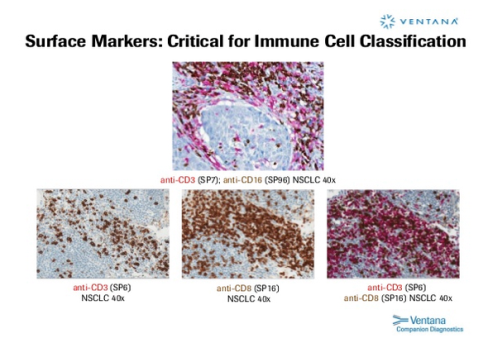 VENTANA
Surface Markers: Critical for Immune Cell Classification
anti-CD3 (SP7); anti-CD16 (SP96) NSCLC 40x
anti-CD3 (SP6)
NSCLC 40x
anti-CD8 (SP16)
NSCLC 40x
anti-CD3 (SP6)
anti-CD8 (SP16) NSCLC 40x
Ventana
Companion Diagnostics